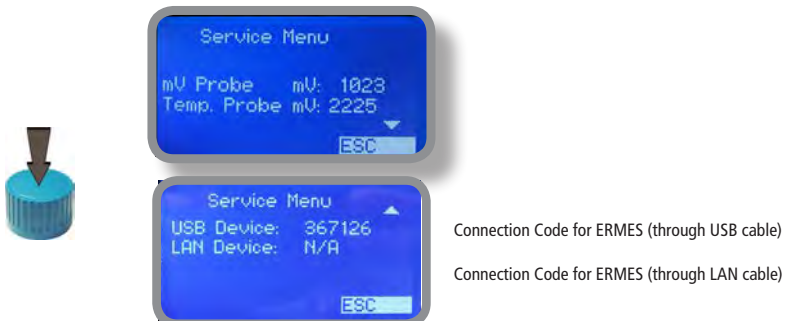 Service Menu
mV Probe mV: 1023
Temp. Probe mV: 2225
ESC
Service Menu
USB Device: 367126
LAN Device: N/A
ESC
Connection Code for ERMES (through USB cable)
Connection Code for ERMES (through LAN cable)